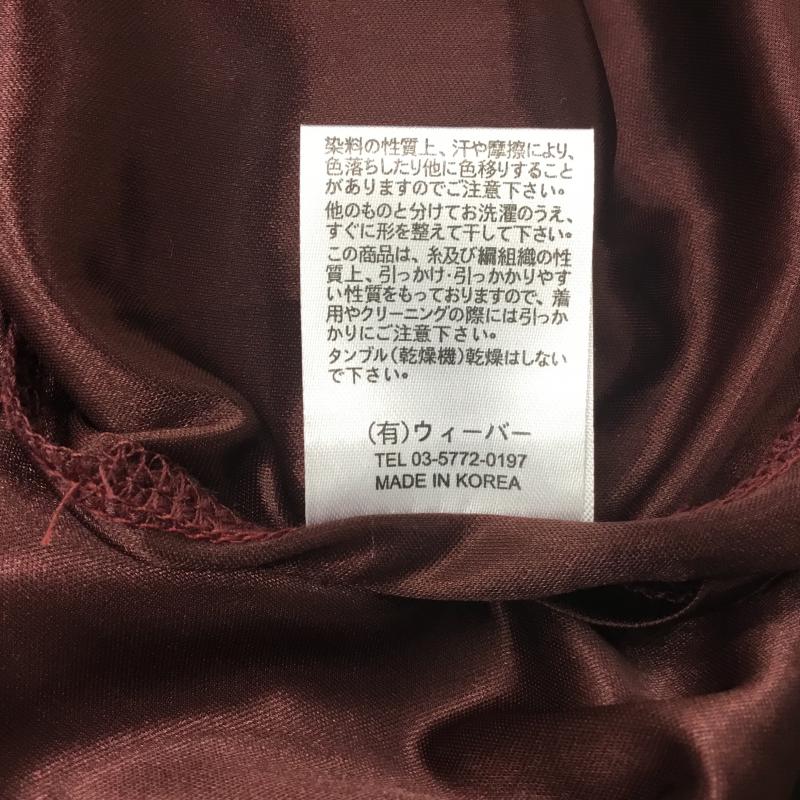 染料の性質上、汗や摩擦により、
色落ちしたり他に色移りすること
がありますのでご注意下さい。
他のものと分けてお洗濯のうえ、
すぐに形を整えて干して下さい。
この商品は、糸及び編組織の性
質上、引っかけ・引っかかりやす
い性質をもっておりますので、着
用やクリーニングの際には引っか
かりにご注意下さい。
タンブル(乾燥機)乾燥はしない
で下さい。
(有)ウィーバー
TEL 03-5772-0197
MADE IN KOREA